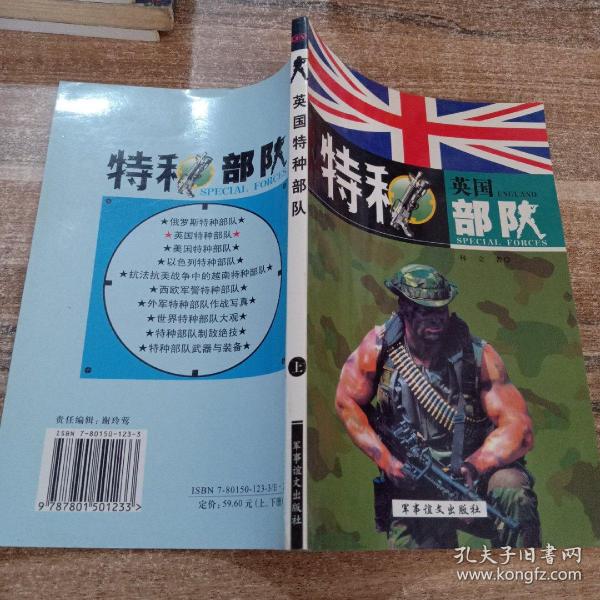 特种部队
SPECIAL FORCES
★俄罗斯特种部队★
★英国特种部队★
★美国特种部队★
★以色列特种部队★
★抗法抗美战争中的越南特种部队★
★西欧军警特种部队★
★外军特种部队作战写真★
★世界特种部队大观★
★特种部队制敌绝技★
★特种部队武器与装备★
责任编辑:谢玲莺
ISBN 7-80150-123-3
9 787801 501233 >
ISBN 7-80150-123-3/E·
定价:59.60元(上、下册
英国特种部队
上
军事谊文出版社
特种
英国
ENGLAND
部队
SPECIAL FORCES
军事谊文出版社
孔夫子旧书网
www.kongfz.com